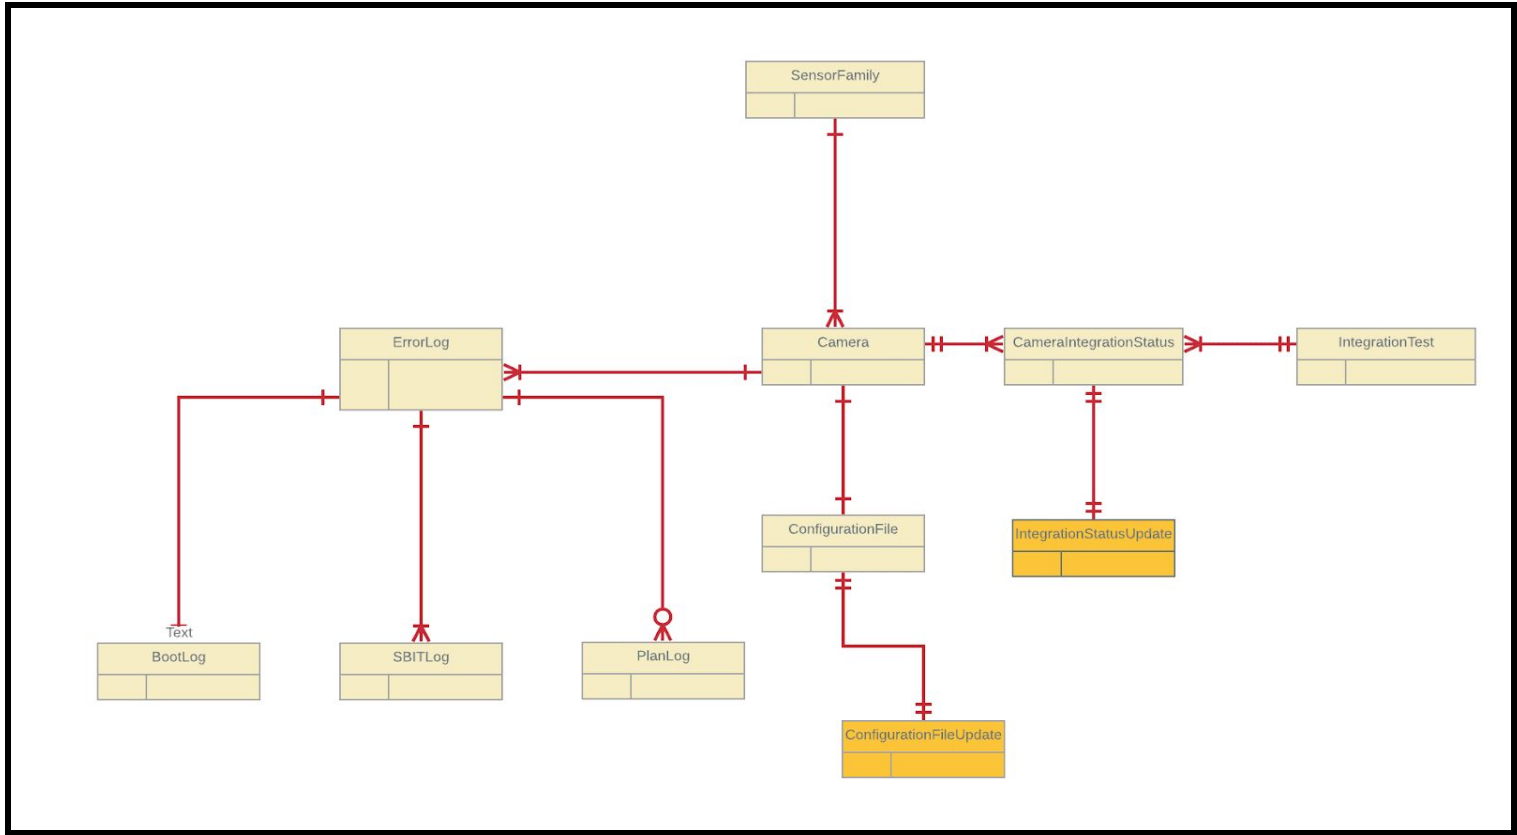 SensorFamily
ErrorLog
Camera
CameraIntegrationStatus
IntegrationTest
ConfigurationFile
IntegrationStatusUpdate
Text
BootLog
SBITLog
PlanLog
ConfigurationFileUpdate